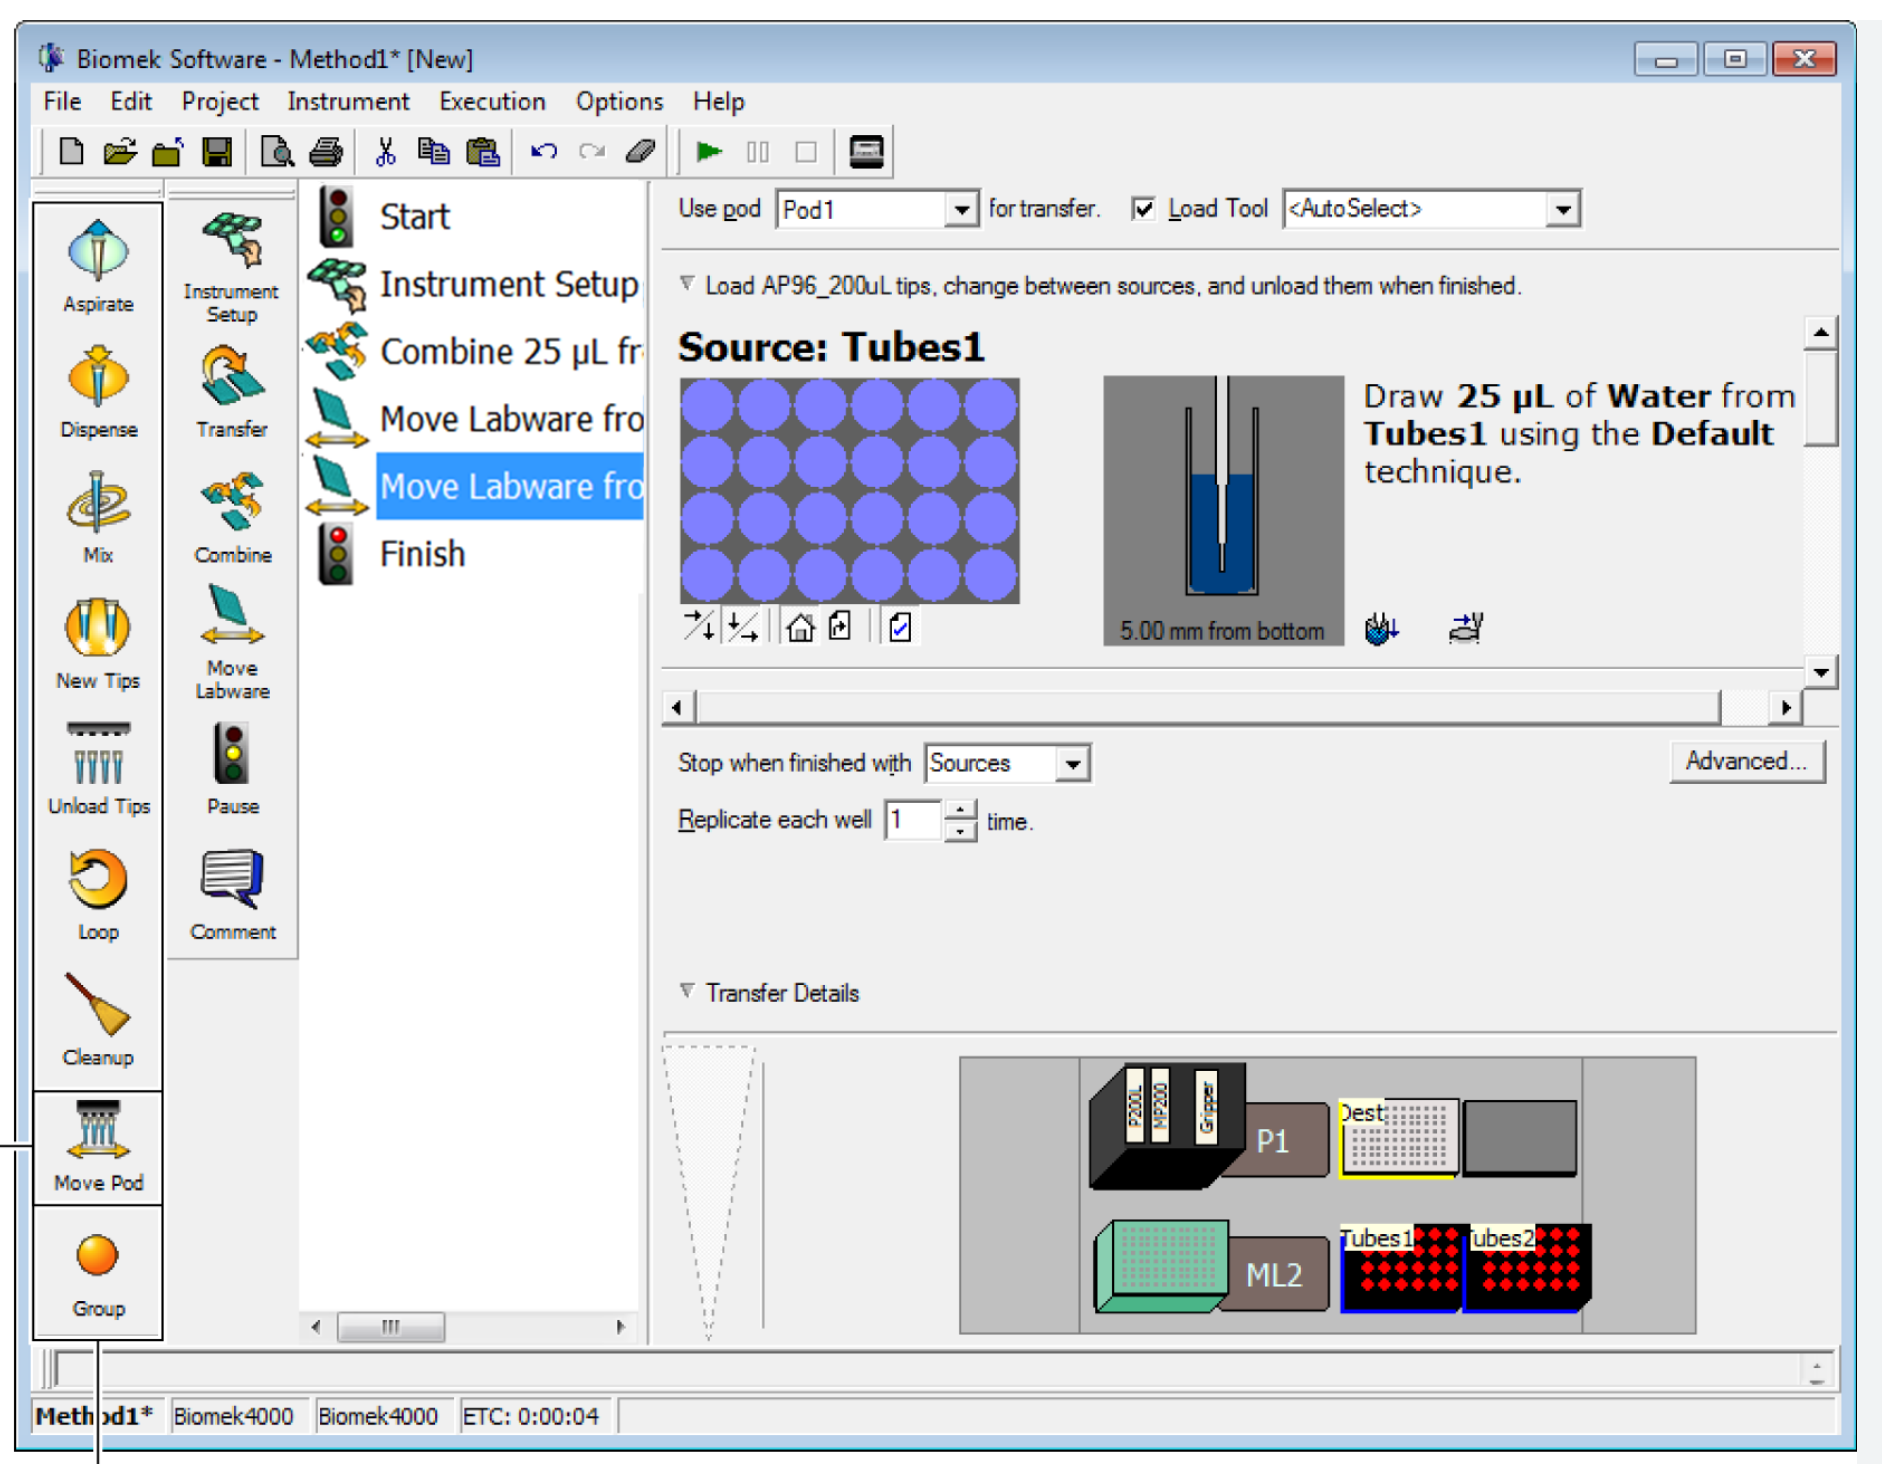 Biomek Software - Method1* [New]
File Edit Project Instrument Execution Options Help
Aspirate
Dispense
Mix
New Tips
Unload Tips
Loop
Cleanup
Move Pod
Group
Instrument
Setup
Transfer
Combine
Move
Labware
Pause
Comment
Start
Instrument Setup
Combine 25 µL fr
Move Labware fro
Move Labware fro
Finish
Use pod Pod1 for transfer. Load Tool <AutoSelect>
Load AP96_200uL tips, change between sources, and unload them when finished.
Source: Tubes1
5.00 mm from bottom
Draw 25 µL of Water from
Tubes1 using the Default
technique.
Stop when finished with Sources
Advanced...
Replicate each well 1 time.
Transfer Details
P200L
MP200
Gripper
P1
Dest
ML2
Tubes1
ubes2
Method1* Biomek4000 Biomek4000 ETC: 0:00:04